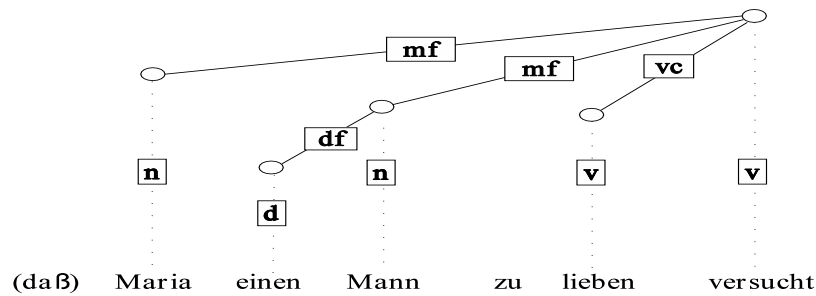 mf
mf
vc
df
n
n
v
v
d
(daß) Maria einen Mann zu lieben versucht